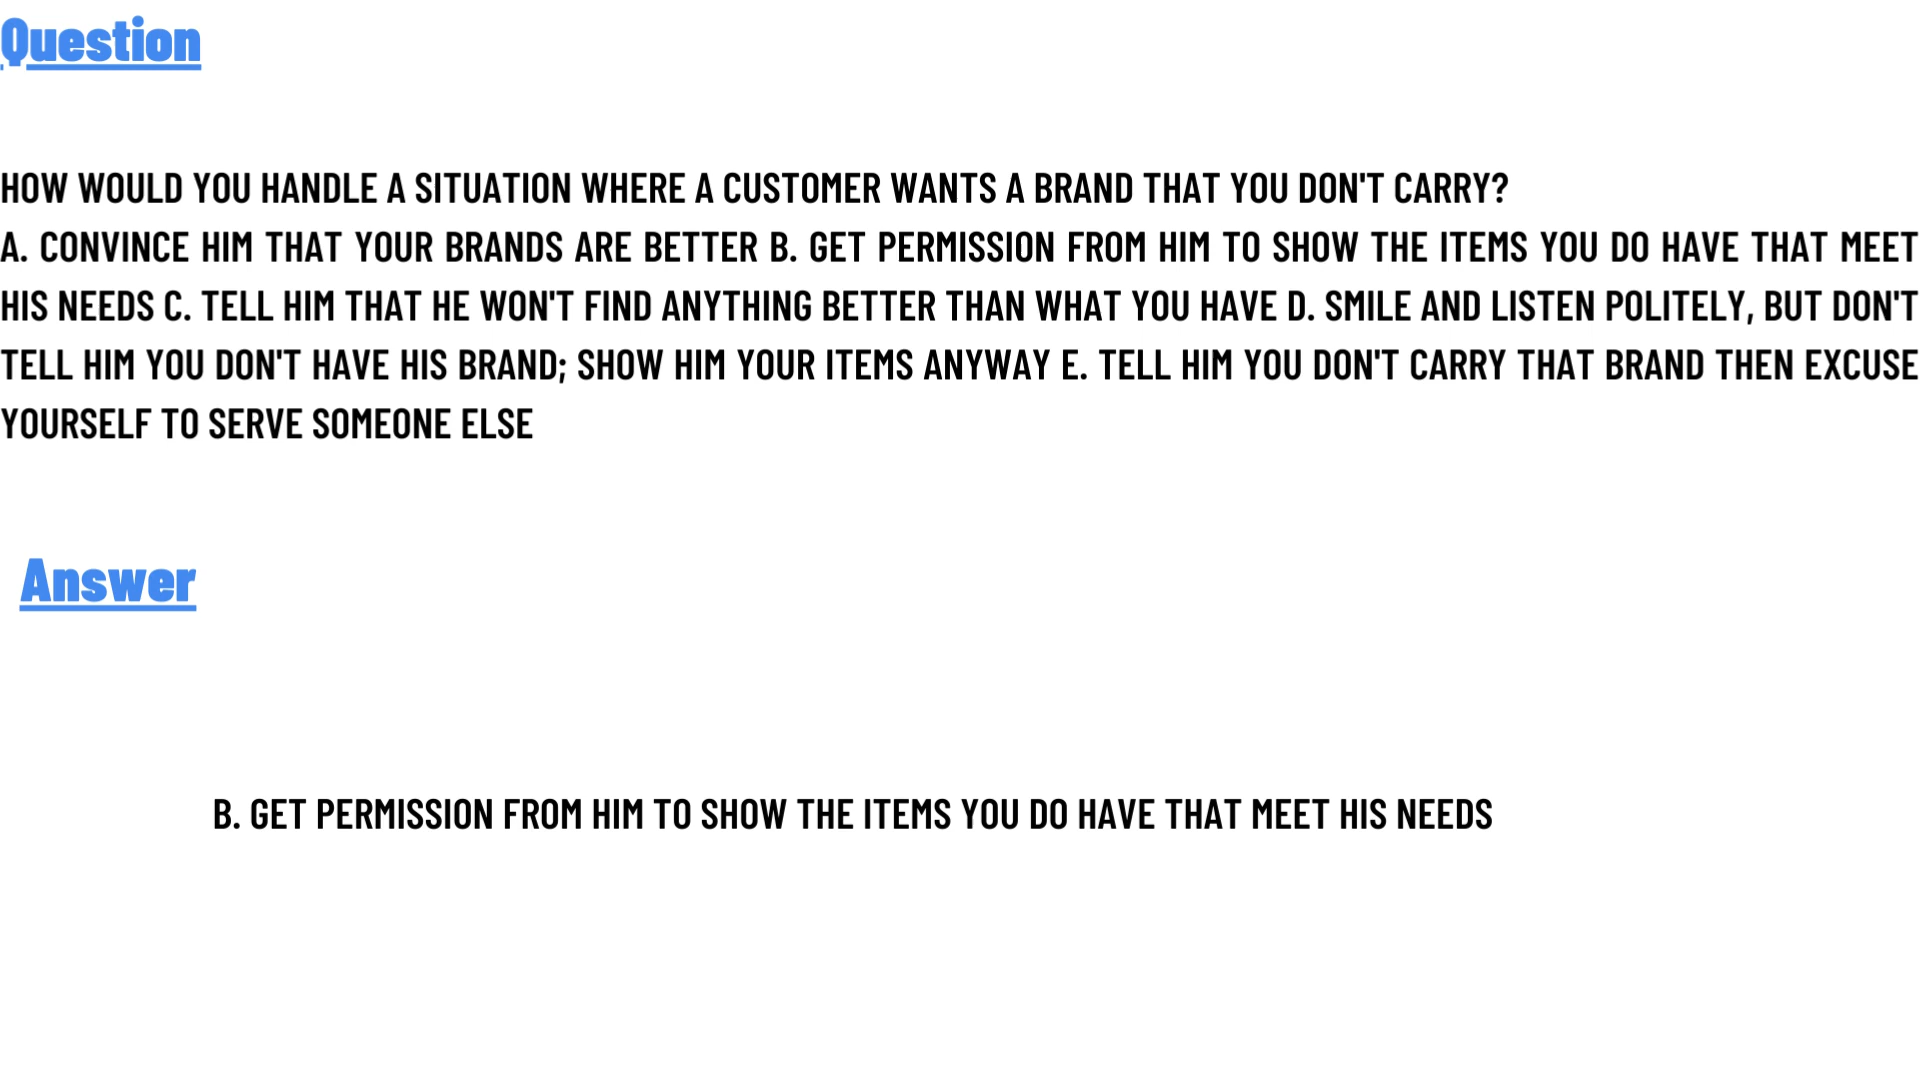 Question
HOW WOULD YOU HANDLE A SITUATION WHERE A CUSTOMER WANTS A BRAND THAT YOU DON'T CARRY?
A. CONVINCE HIM THAT YOUR BRANDS ARE BETTER B. GET PERMISSION FROM HIM TO SHOW THE ITEMS YOU DO HAVE THAT MEET
HIS NEEDS C. TELL HIM THAT HE WON'T FIND ANYTHING BETTER THAN WHAT YOU HAVE D. SMILE AND LISTEN POLITELY, BUT DON'T
TELL HIM YOU DON'T HAVE HIS BRAND; SHOW HIM YOUR ITEMS ANYWAY E. TELL HIM YOU DON'T CARRY THAT BRAND THEN EXCUSE
YOURSELF TO SERVE SOMEONE ELSE
Answer
B. GET PERMISSION FROM HIM TO SHOW THE ITEMS YOU DO HAVE THAT MEET HIS NEEDS